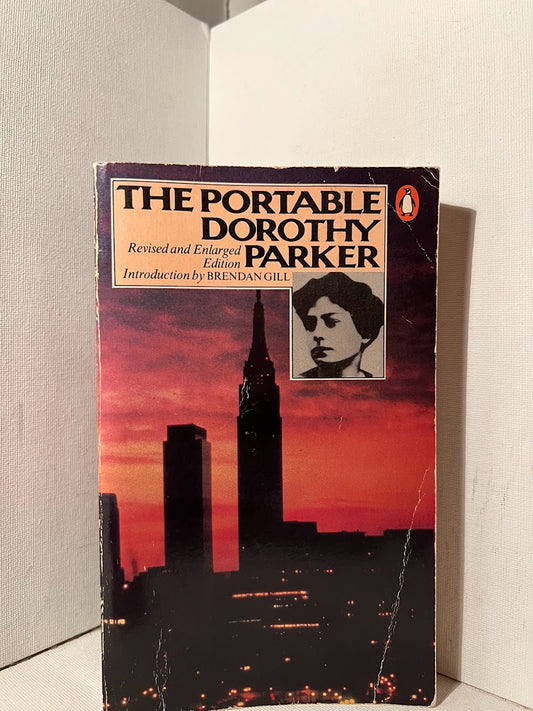 THE PORTABLE
DOROTHY
PARKER
Revised and Enlarged
Edition
Introduction by BRENDAN GILL